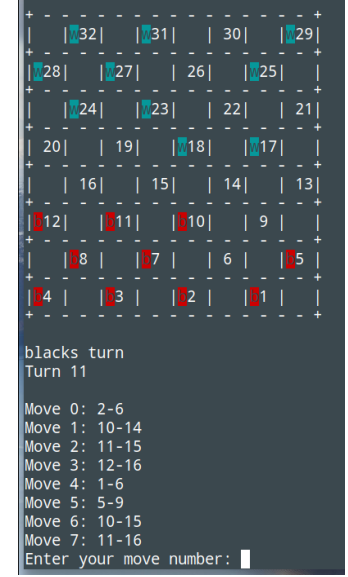 + - - - - - - - - - - - - - - - +
|   |w32|   |w31|   | 30|   |w29|
+ - - - - - - - - - - - - - - - +
|w28|   |w27|   | 26|   |w25|   |
+ - - - - - - - - - - - - - - - +
|   |w24|   |w23|   | 22|   | 21|
+ - - - - - - - - - - - - - - - +
| 20|   | 19|   |w18|   |w17|   |
+ - - - - - - - - - - - - - - - +
|   | 16|   | 15|   | 14|   | 13|
+ - - - - - - - - - - - - - - - +
|b12|   |b11|   |b10|   | 9 |   |
+ - - - - - - - - - - - - - - - +
|   |b8 |   |b7 |   | 6 |   |b5 |
+ - - - - - - - - - - - - - - - +
|b4 |   |b3 |   |b2 |   |b1 |   |
+ - - - - - - - - - - - - - - - +
blacks turn
Turn 11
Move 0: 2-6
Move 1: 10-14
Move 2: 11-15
Move 3: 12-16
Move 4: 1-6
Move 5: 5-9
Move 6: 10-15
Move 7: 11-16
Enter your move number: